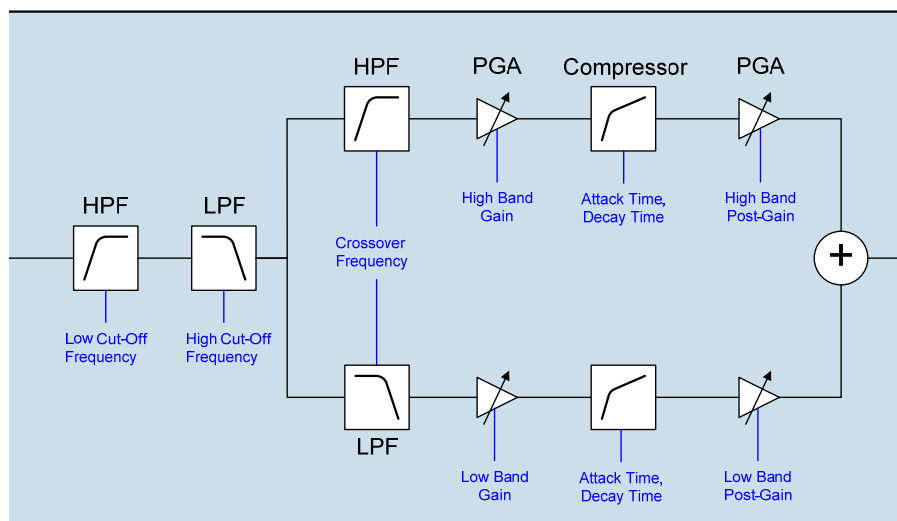 HPF
PGA
Compressor
PGA
High Band
Gain
Attack Time,
Decay Time
High Band
Post-Gain
HPF
LPF
Crossover
Frequency
+
Low Cut-Off
Frequency
High Cut-Off
Frequency
LPF
Low Band
Gain
Attack Time,
Decay Time
Low Band
Post-Gain